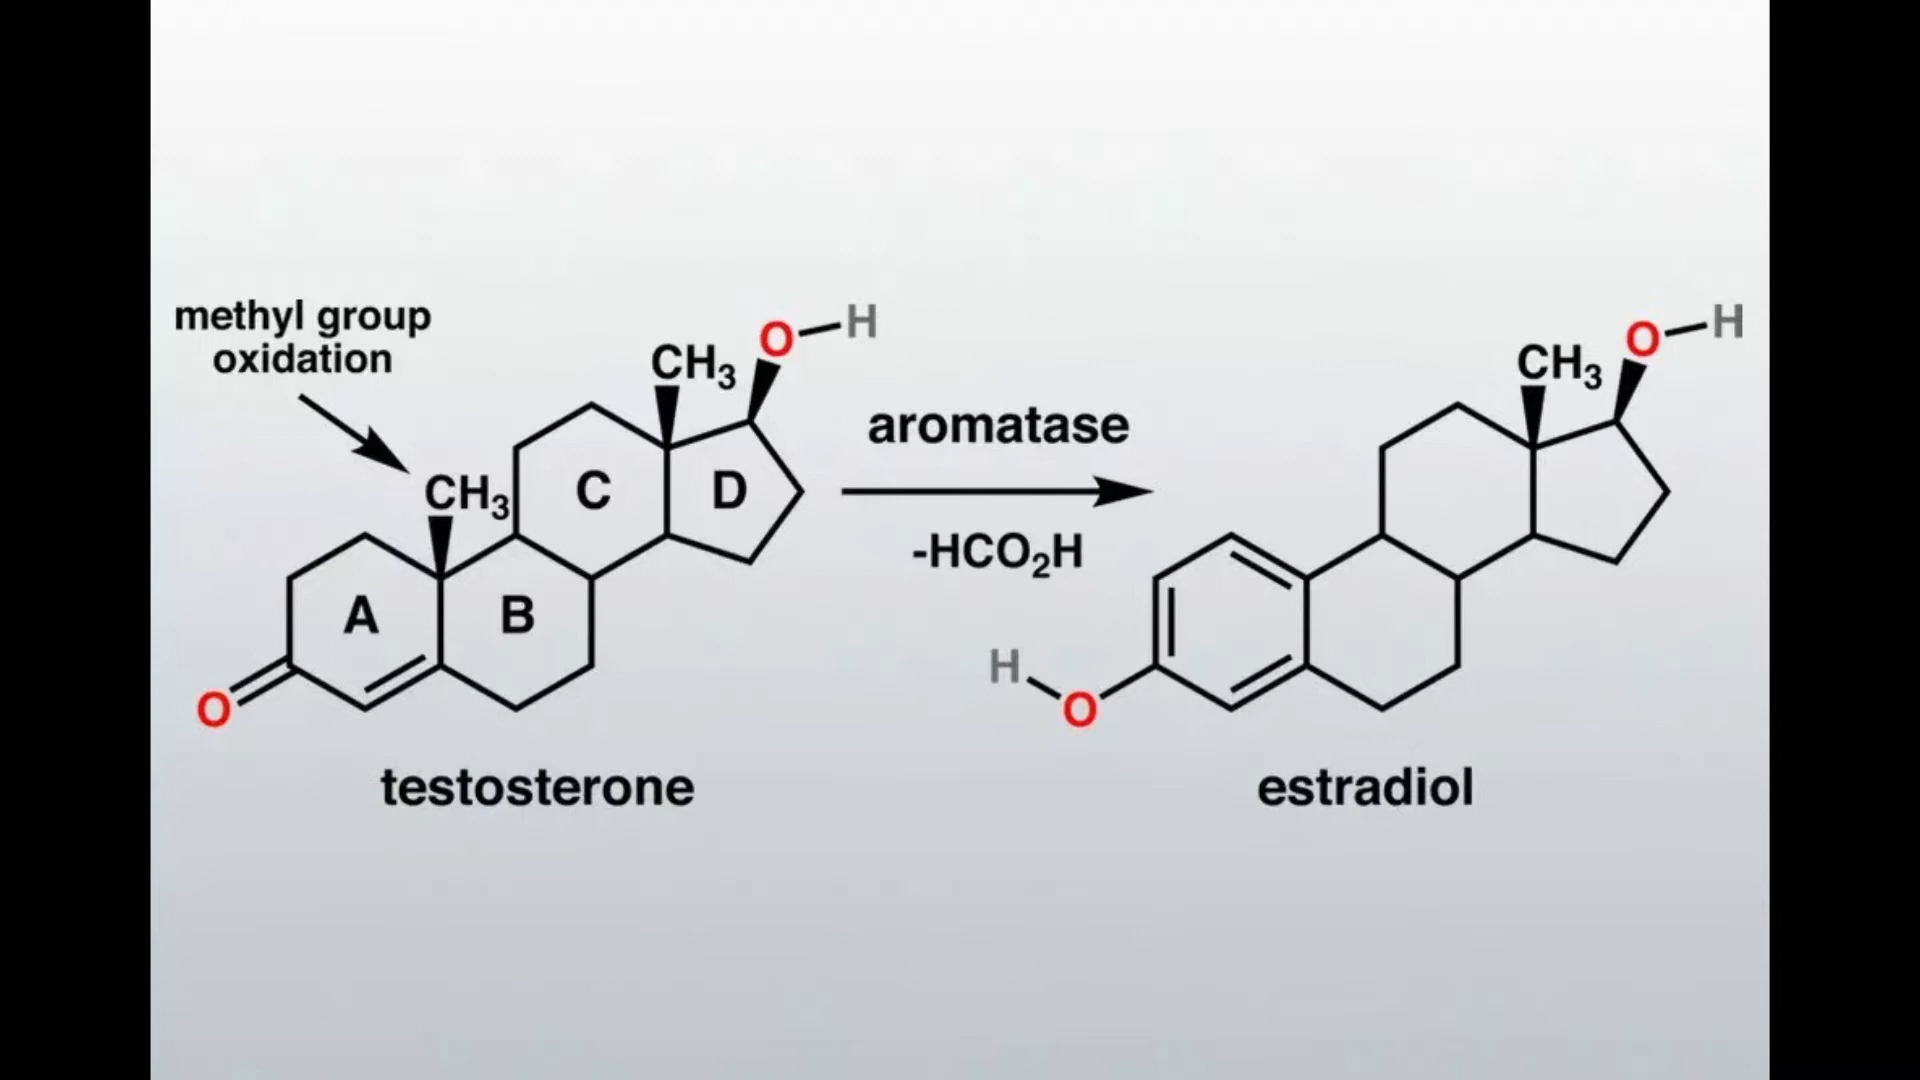 methyl group
oxidation
CH3
CH3
O
H
A
B
C
D
O
testosterone
aromatase
-HCO2H
CH3
O
H
H
O
estradiol